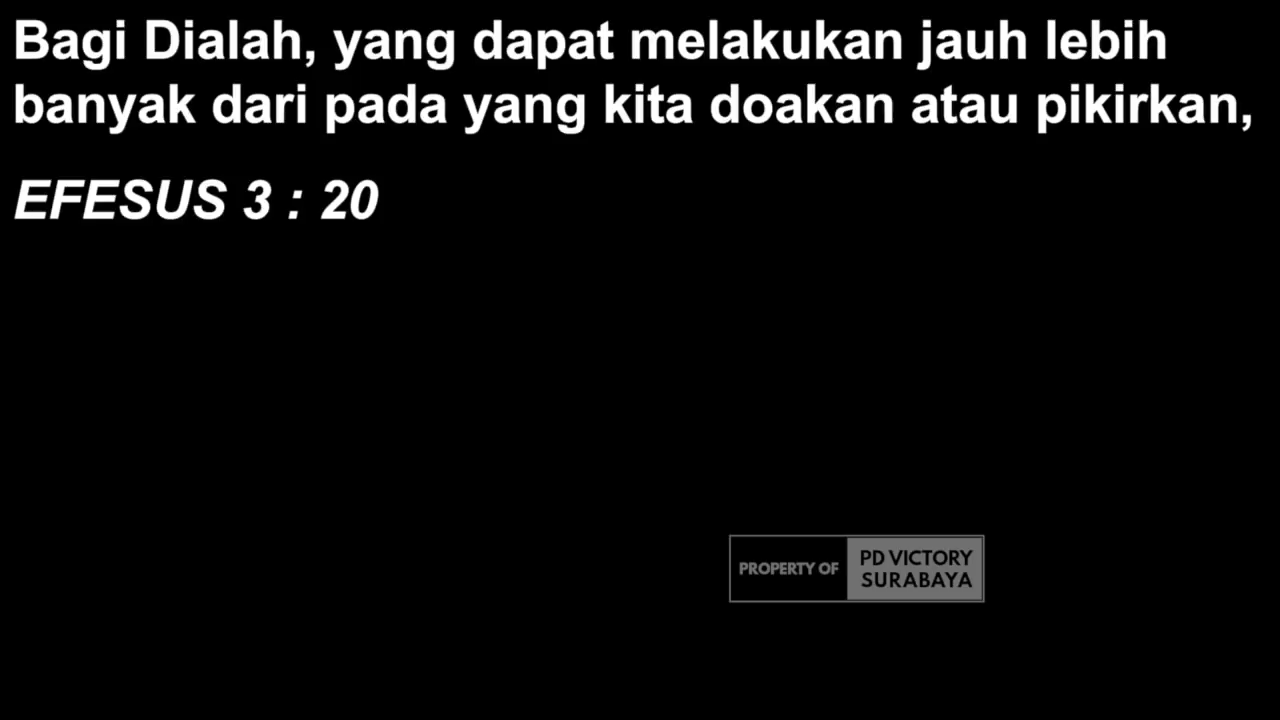 Bagi Dialah, yang dapat melakukan jauh lebih
banyak dari pada yang kita doakan atau pikirkan,
EFESUS 3 : 20
PROPERTY OF
PD VICTORY
SURABAYA